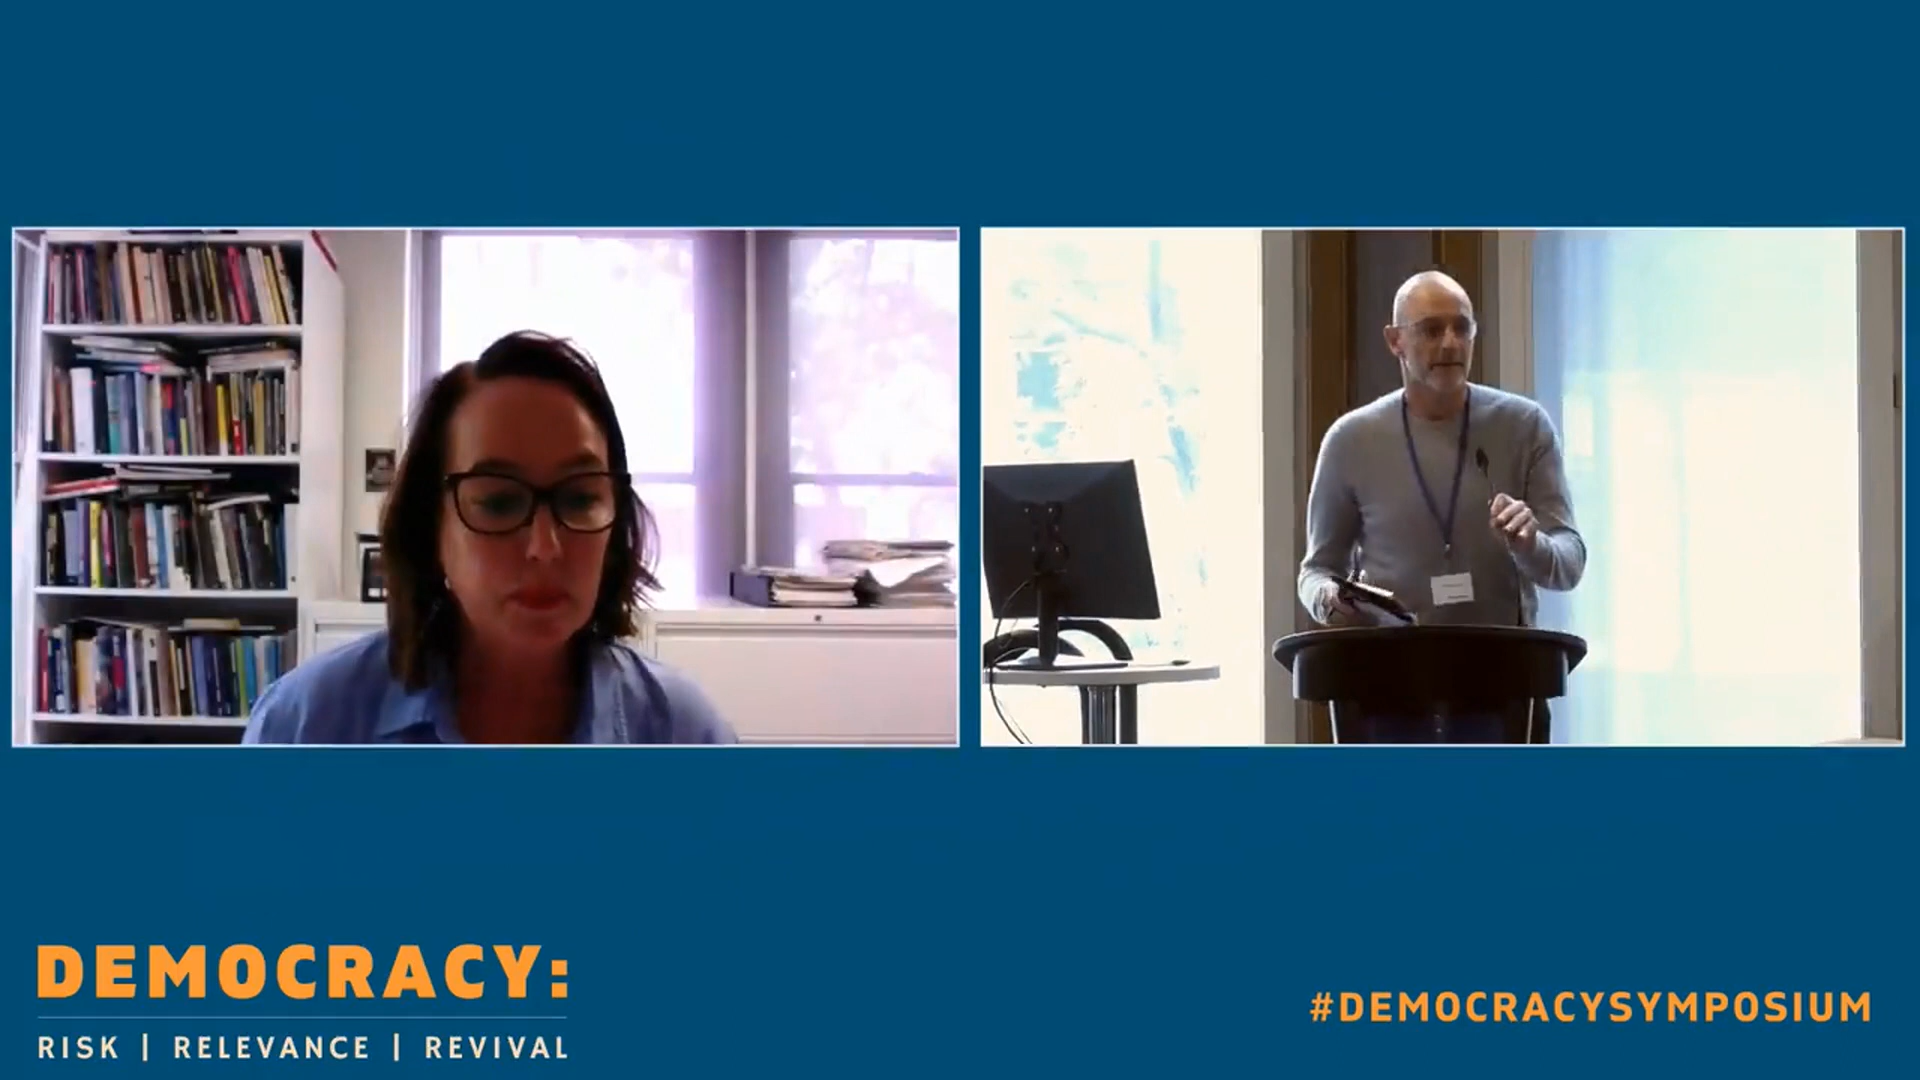 DEMOCRACY:
RISK | RELEVANCE | REVIVAL
#DEMOCRACYSYMPOSIUM